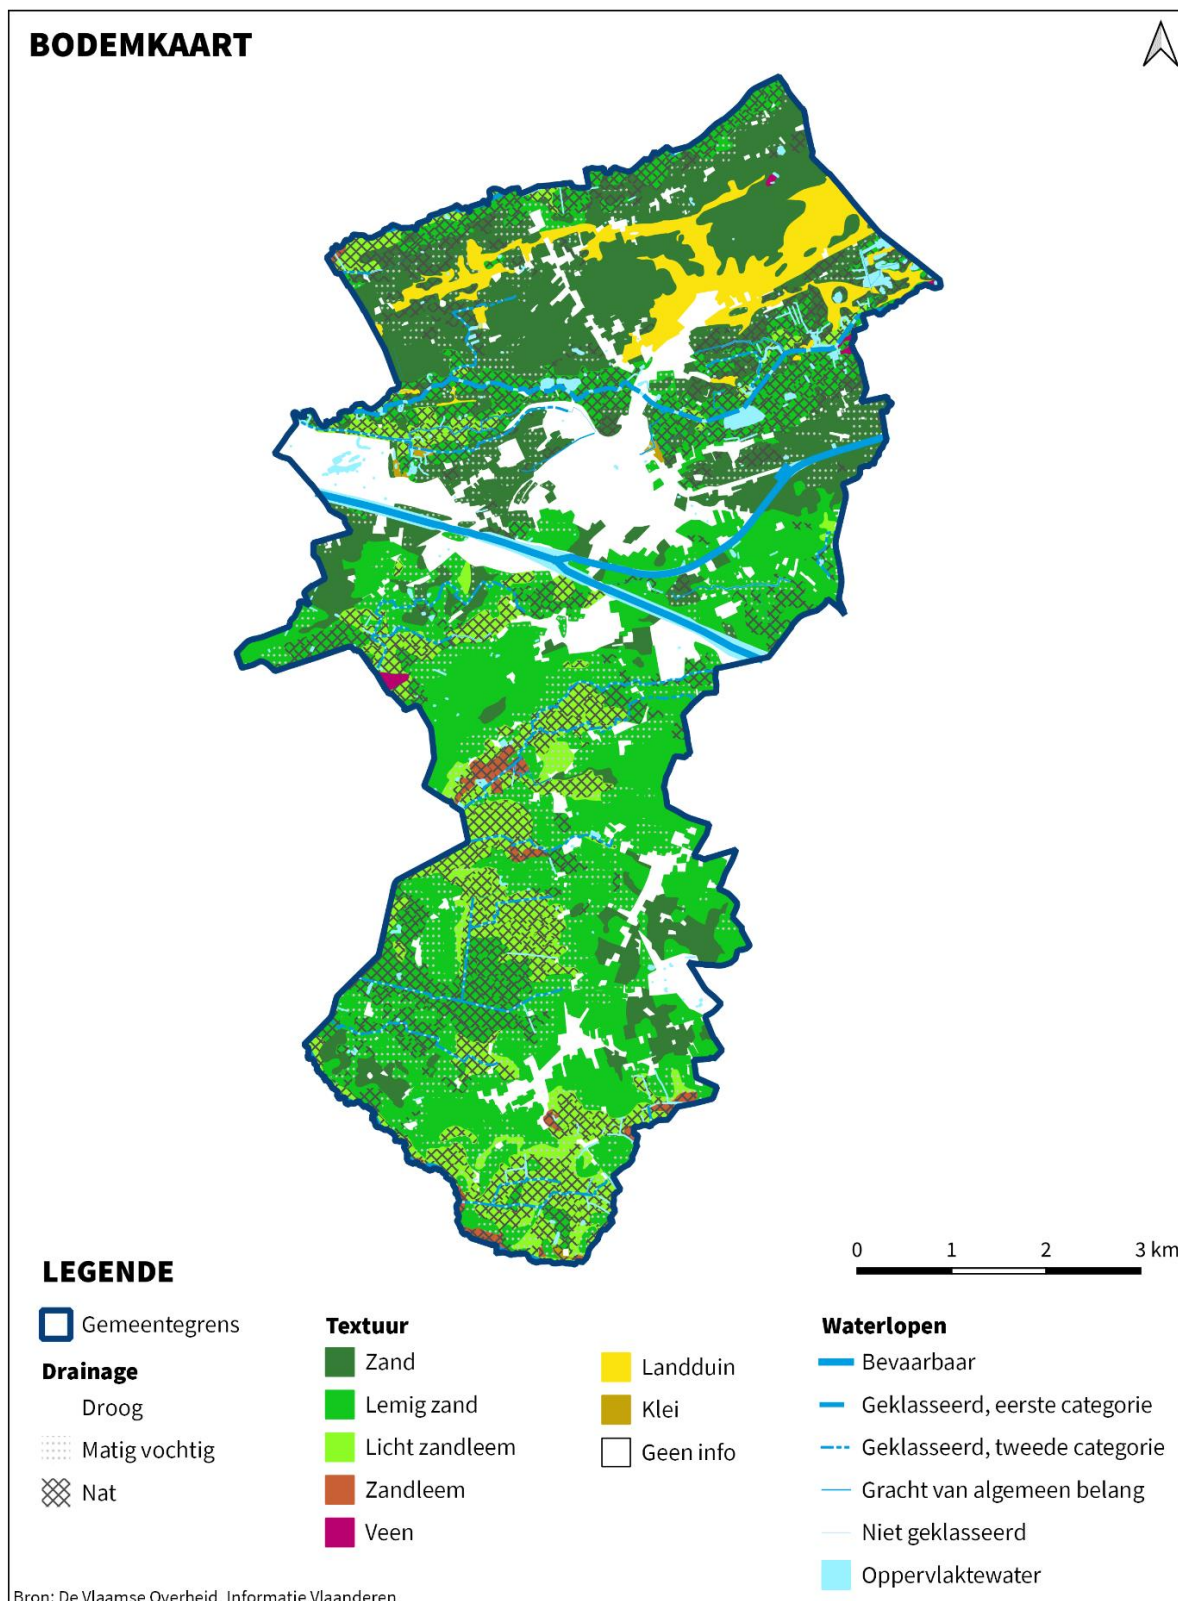 BODEMKAART
0 1 2 3 km
LEGENDE
Gemeentegrens
Drainage
Droog
Matig vochtig
Nat
Textuur
Zand
Lemig zand
Licht zandleem
Zandleem
Veen
Landduin
Klei
Geen info
Waterlopen
Bevaarbaar
Geklasseerd, eerste categorie
Geklasseerd, tweede categorie
Gracht van algemeen belang
Niet geklasseerd
Oppervlaktewater
Bron: De Vlaamse Overheid, Informatie Vlaanderen